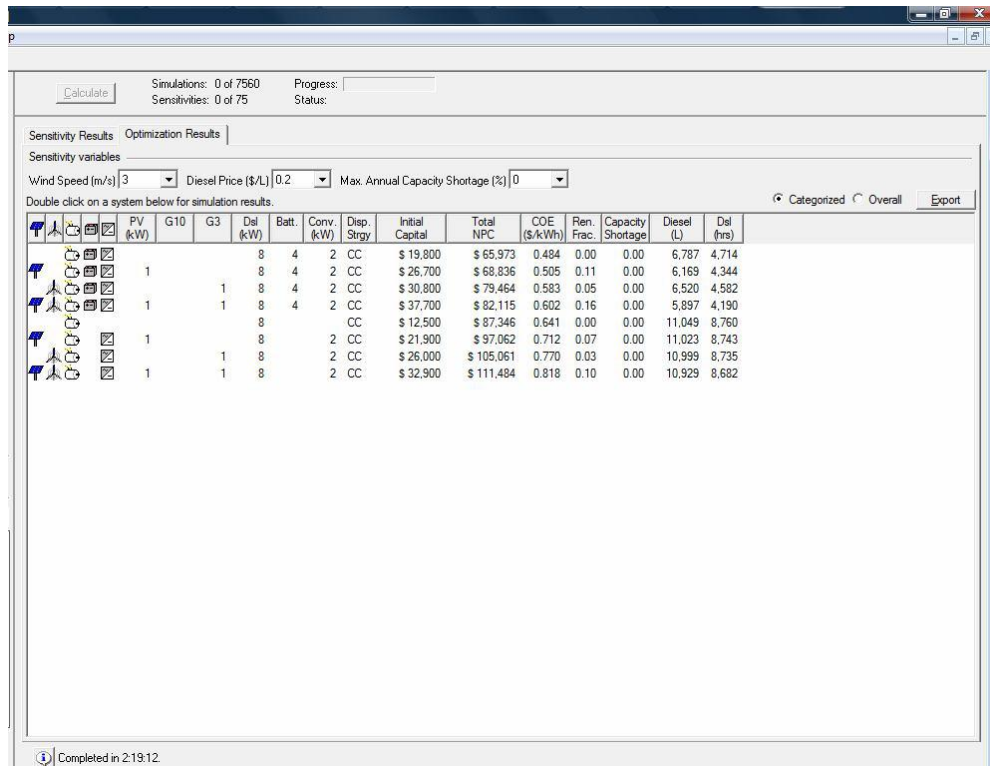 p
Calculate
Simulations: 0 of 7560 Progress:
Sensitivities: 0 of 75 Status:
Sensitivity Results Optimization Results
Sensitivity variables
Wind Speed (m/s) 3 Diesel Price ($/L) 0.2 Max. Annual Capacity Shortage (%) 0
Double click on a system below for simulation results. Categorized Overall Export
PV (kW) G10 G3 Dsl (kW) Batt. Conv. (kW) Disp. Strgy Initial Capital Total NPC COE ($/kWh) Ren. Frac. Capacity Shortage Diesel (L) Dsl (hrs)
8 4 2 CC $ 19,800 $ 65,973 0.484 0.00 0.00 6,787 4,714
1 8 4 2 CC $ 26,700 $ 68,836 0.505 0.11 0.00 6,169 4,344
1 8 4 2 CC $ 30,800 $ 79,464 0.583 0.05 0.00 6,520 4,582
1 1 8 4 2 CC $ 37,700 $ 82,115 0.602 0.16 0.00 5,897 4,190
8 CC $ 12,500 $ 87,346 0.641 0.00 0.00 11,049 8,760
1 8 2 CC $ 21,900 $ 97,062 0.712 0.07 0.00 11,023 8,743
1 8 2 CC $ 26,000 $ 105,061 0.770 0.03 0.00 10,999 8,735
1 1 8 2 CC $ 32,900 $ 111,484 0.818 0.10 0.00 10,929 8,682
Completed in 2:19:12.